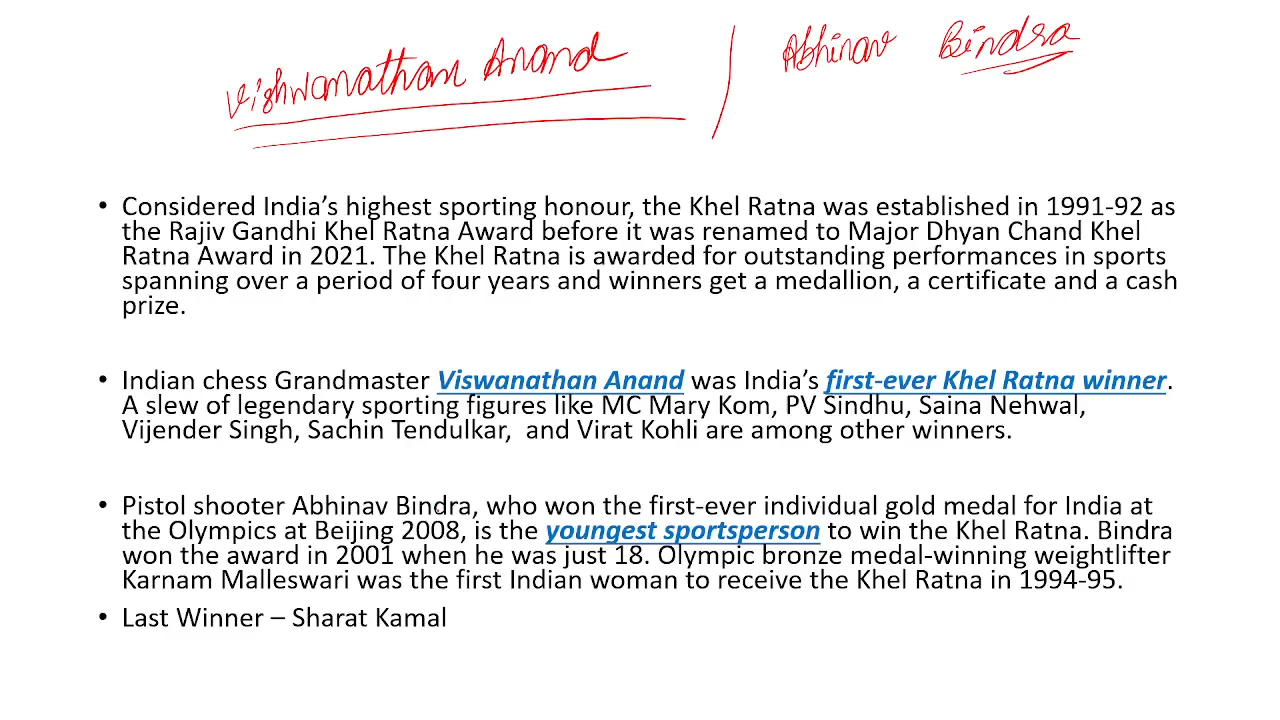 Vishwanathan Anand / Abhinav Bindra
• Considered India's highest sporting honour, the Khel Ratna was established in 1991-92 as
the Rajiv Gandhi Khel Ratna Award before it was renamed to Major Dhyan Chand Khel
Ratna Award in 2021. The Khel Ratna is awarded for outstanding performances in sports
spanning over a period of four years and winners get a medallion, a certificate and a cash
prize.
• Indian chess Grandmaster Viswanathan Anand was India's first-ever Khel Ratna winner.
A slew of legendary sporting figures like MC Mary Kom, PV Sindhu, Saina Nehwal,
Vijender Singh, Sachin Tendulkar, and Virat Kohli are among other winners.
• Pistol shooter Abhinav Bindra, who won the first-ever individual gold medal for India at
the Olympics at Beijing 2008, is the youngest sportsperson to win the Khel Ratna. Bindra
won the award in 2001 when he was just 18. Olympic bronze medal-winning weightlifter
Karnam Malleswari was the first Indian woman to receive the Khel Ratna in 1994-95.
• Last Winner – Sharat Kamal